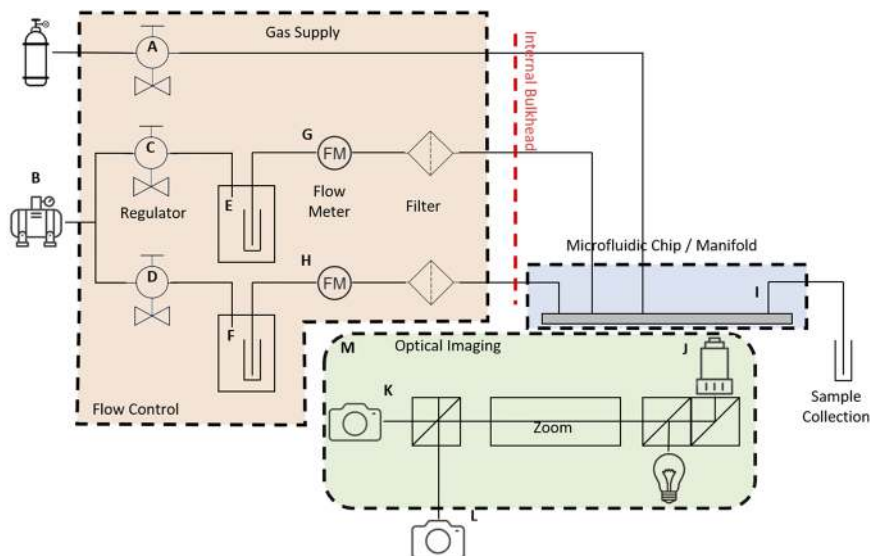 Gas Supply
A
Internal Bulkhead
B
C
G
FM
Regulator
E
Flow
Meter
Filter
D
H
FM
Microfluidic Chip / Manifold
I
F
M
Optical Imaging
J
K
Flow Control
Zoom
Sample
Collection
L